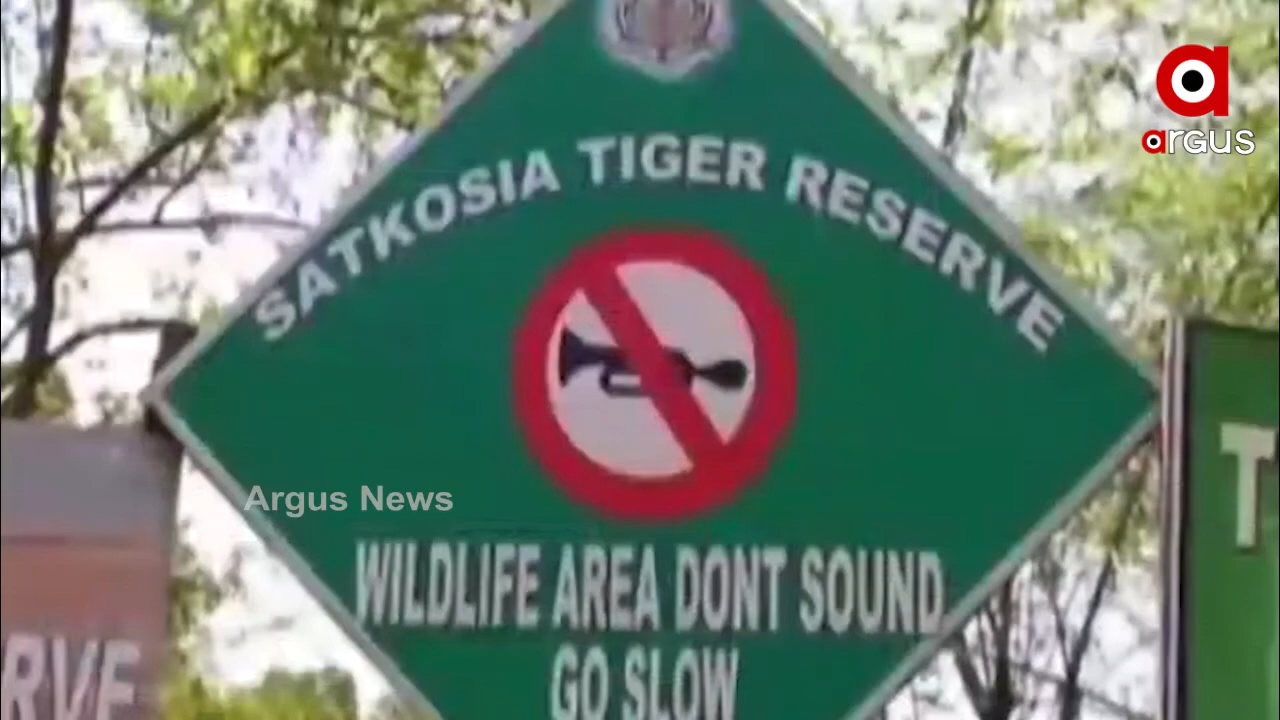 argus
SATKOSIA TIGER RESERVE
Argus News
WILDLIFE AREA DONT SOUND
GO SLOW
RVE
T